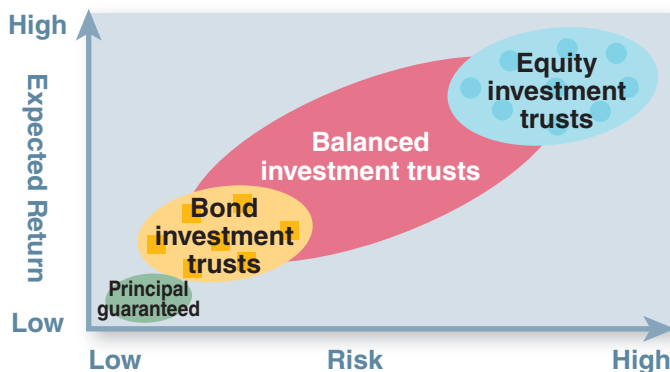 High
Expected Return
Equity
investment
trusts
Balanced
investment trusts
Bond
investment
trusts
Principal
guaranteed
Low
Low
Risk
High